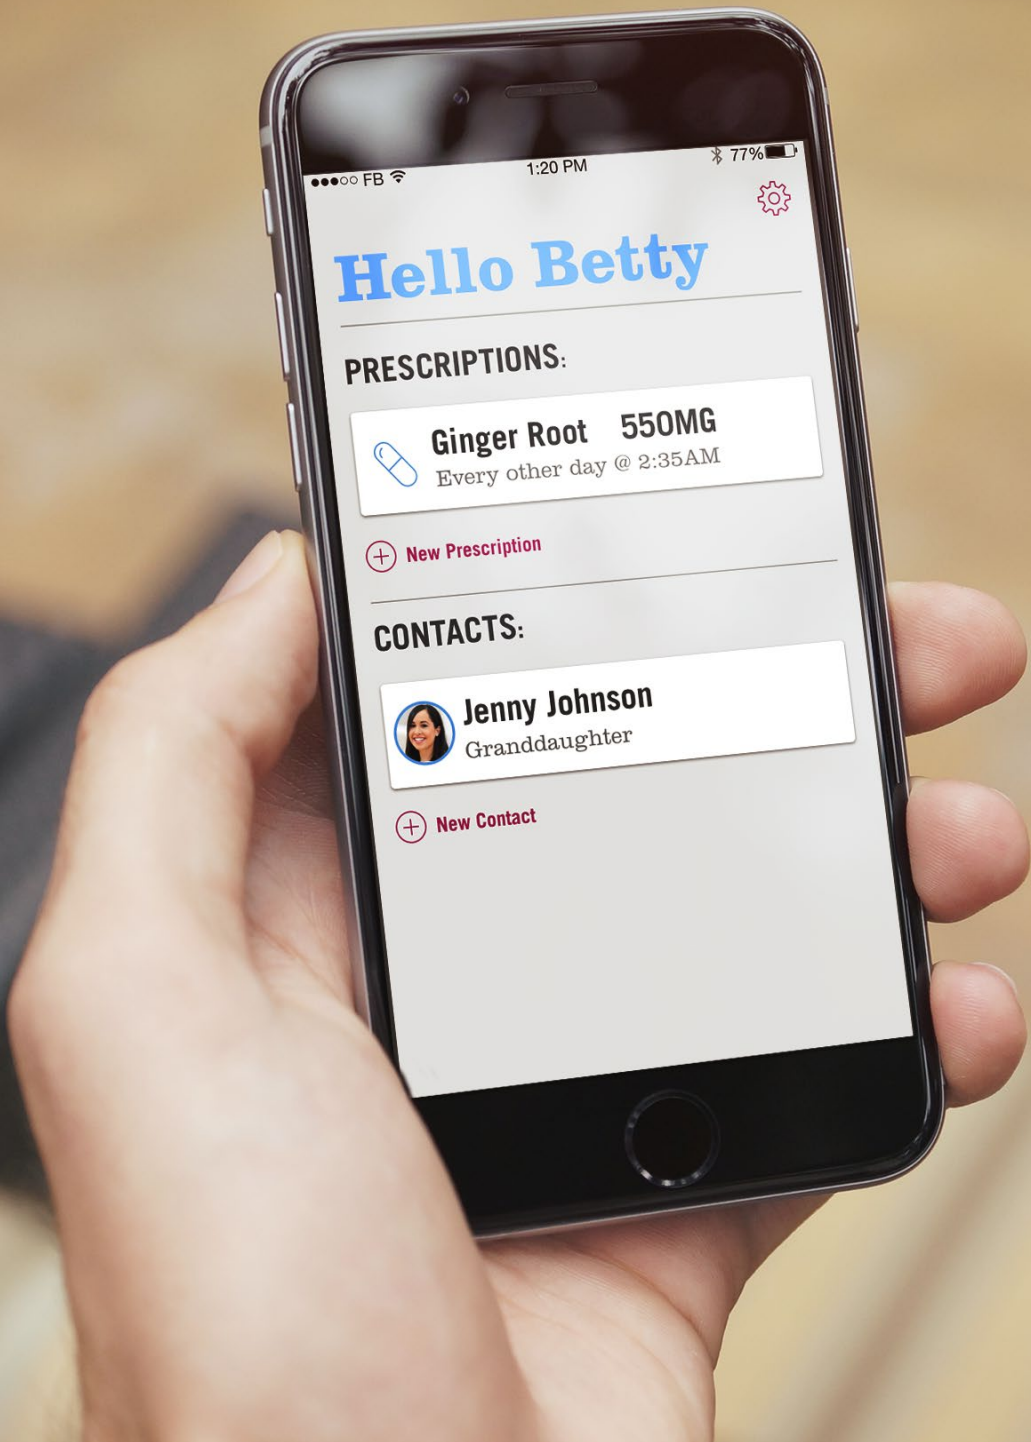 FB 1:20 PM 77%
Hello Betty
PRESCRIPTIONS:
Ginger Root 550MG
Every other day @ 2:35AM
New Prescription
CONTACTS:
Jenny Johnson
Granddaughter
New Contact